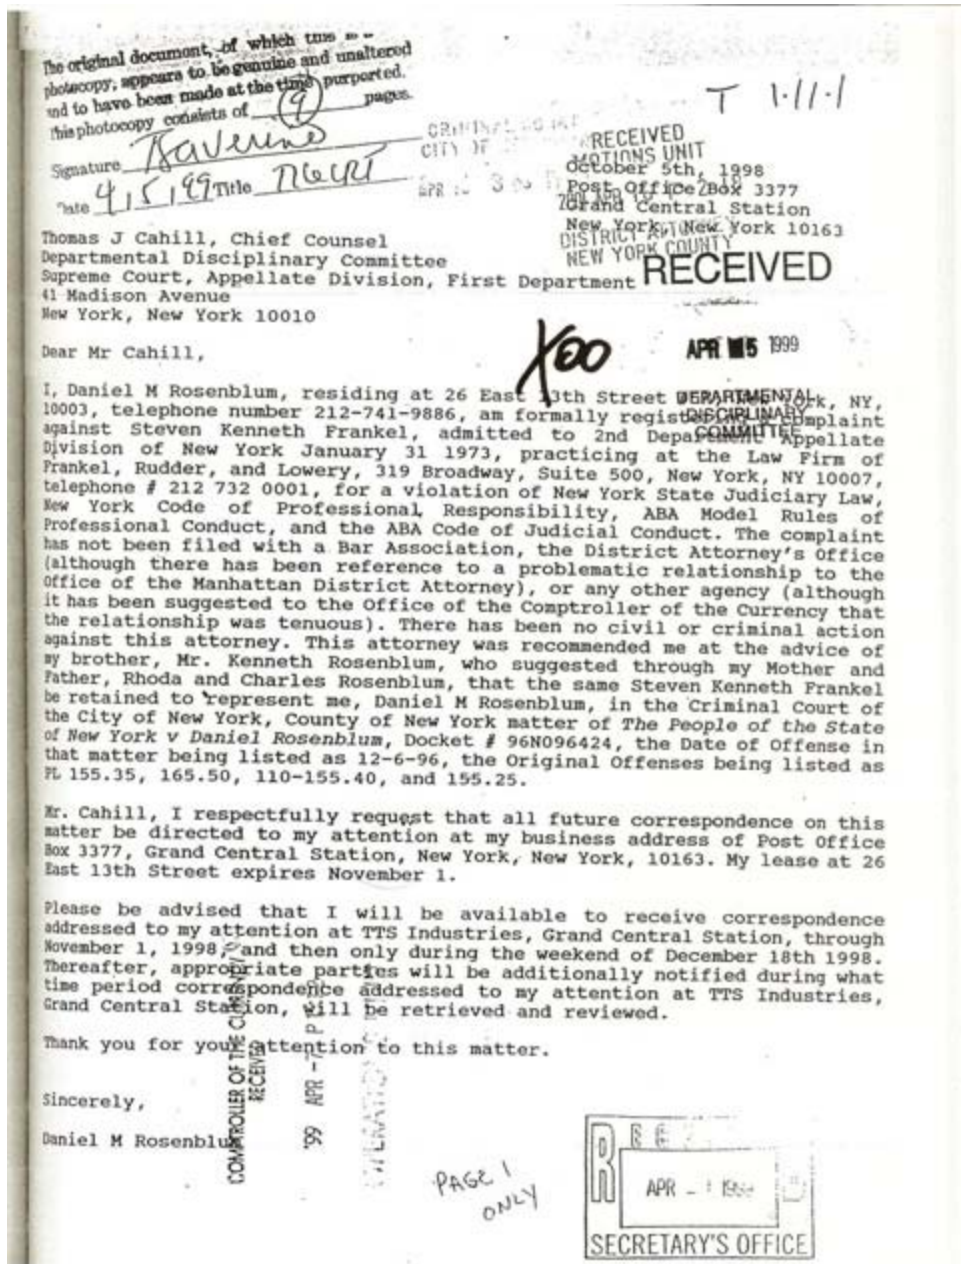 The original document, of which this is a
photocopy, appears to be genuine and unaltered
and to have been made at the time purported.
This photocopy consists of (9) pages.
Signature
Date 4/5/99 Title
T 1-11-1
CRIMINAL COURT
CITY OF
APR
RECEIVED
MOTIONS UNIT
DISTRICT ATTORNEY
NEW YORK COUNTY
October 5th, 1998
Post Office Box 3377
Grand Central Station
New York, New York 10163
Thomas J Cahill, Chief Counsel
Departmental Disciplinary Committee
Supreme Court, Appellate Division, First Department
41 Madison Avenue
New York, New York 10010
RECEIVED
APR 5 1999
DEPARTMENTAL
DISCIPLINARY
COMMITTEE
Dear Mr Cahill,
I, Daniel M Rosenblum, residing at 26 East 13th Street York, NY,
10003, telephone number 212-741-9886, am formally registering a complaint
against Steven Kenneth Frankel, admitted to 2nd Department Appellate
Division of New York January 31 1973, practicing at the Law Firm of
Frankel, Rudder, and Lowery, 319 Broadway, Suite 500, New York, NY 10007,
telephone # 212 732 0001, for a violation of New York State Judiciary Law,
New York Code of Professional Responsibility, ABA Model Rules of
Professional Conduct, and the ABA Code of Judicial Conduct. The complaint
has not been filed with a Bar Association, the District Attorney's Office
(although there has been reference to a problematic relationship to the
Office of the Manhattan District Attorney), or any other agency (although
it has been suggested to the Office of the Comptroller of the Currency that
the relationship was tenuous). There has been no civil or criminal action
against this attorney. This attorney was recommended me at the advice of
my brother, Mr. Kenneth Rosenblum, who suggested through my Mother and
Father, Rhoda and Charles Rosenblum, that the same Steven Kenneth Frankel
be retained to represent me, Daniel M Rosenblum, in the Criminal Court of
the City of New York, County of New York matter of The People of the State
of New York v Daniel Rosenblum, Docket # 96N096424, the Date of Offense in
that matter being listed as 12-6-96, the Original Offenses being listed as
PL 155.35, 165.50, 110-155.40, and 155.25.
Mr. Cahill, I respectfully request that all future correspondence on this
matter be directed to my attention at my business address of Post Office
Box 3377, Grand Central Station, New York, New York, 10163. My lease at 26
East 13th Street expires November 1.
Please be advised that I will be available to receive correspondence
addressed to my attention at TTS Industries, Grand Central Station, through
November 1, 1998, and then only during the weekend of December 18th 1998.
Thereafter, appropriate parties will be additionally notified during what
time period correspondence addressed to my attention at TTS Industries,
Grand Central Station, will be retrieved and reviewed.
Thank you for your attention to this matter.
Sincerely,
Daniel M Rosenblum
COMPTROLLER OF THE CURRENCY
RECEIVED
'99 APR -7 P
PAGE 1
ONLY
R
APR - 1 1999
SECRETARY'S OFFICE